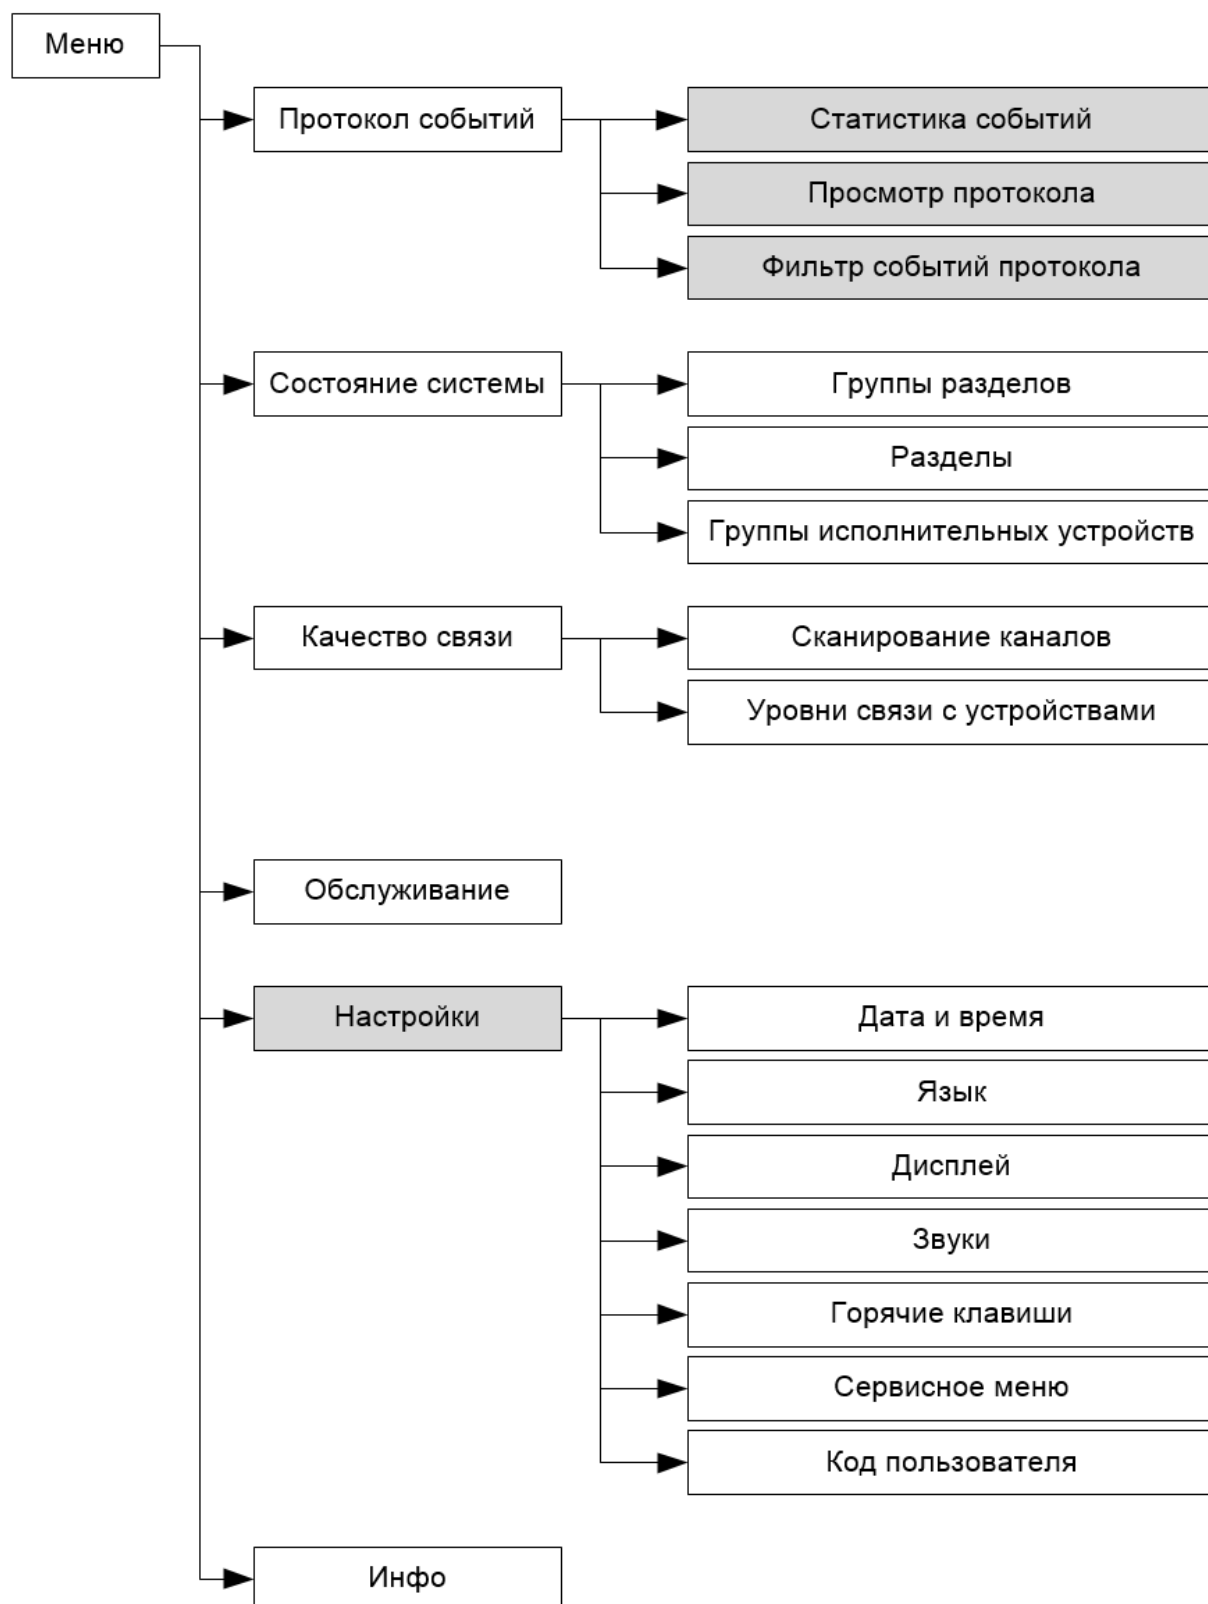 Меню
Протокол событий
Статистика событий
Просмотр протокола
Фильтр событий протокола
Состояние системы
Группы разделов
Разделы
Группы исполнительных устройств
Качество связи
Сканирование каналов
Уровни связи с устройствами
Обслуживание
Настройки
Дата и время
Язык
Дисплей
Звуки
Горячие клавиши
Сервисное меню
Код пользователя
Инфо